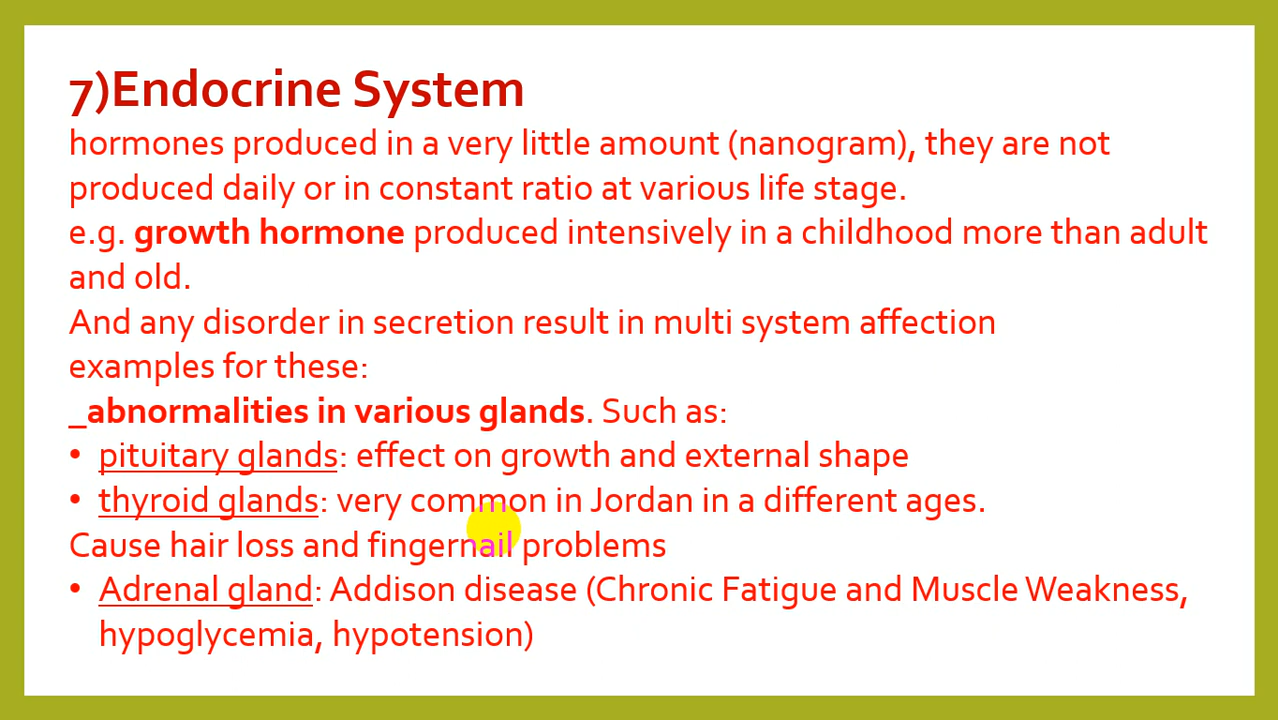 7)Endocrine System
hormones produced in a very little amount (nanogram), they are not
produced daily or in constant ratio at various life stage.
e.g. growth hormone produced intensively in a childhood more than adult
and old.
And any disorder in secretion result in multi system affection
examples for these:
_abnormalities in various glands. Such as:
• pituitary glands: effect on growth and external shape
• thyroid glands: very common in Jordan in a different ages.
Cause hair loss and fingernail problems
• Adrenal gland: Addison disease (Chronic Fatigue and Muscle Weakness,
hypoglycemia, hypotension)